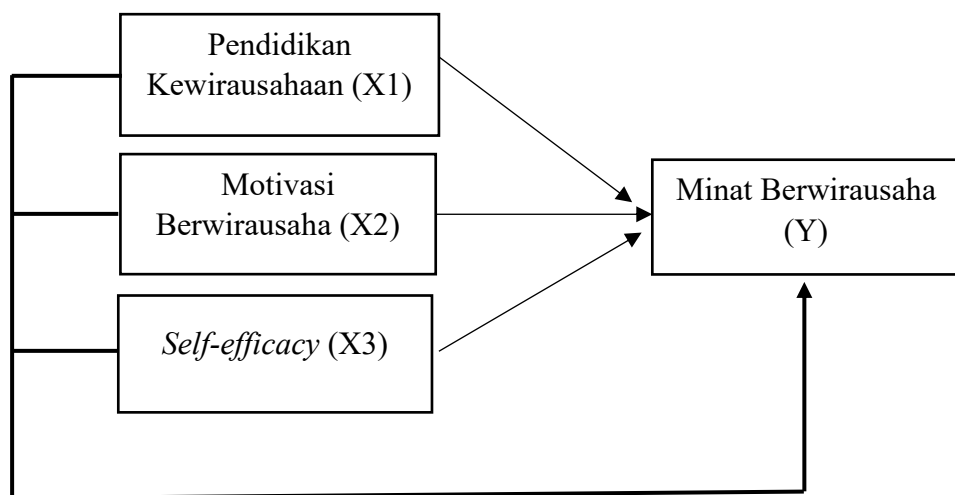 Pendidikan
Kewirausahaan (X1)
Motivasi
Berwirausaha (X2)
Self-efficacy (X3)
Minat Berwirausaha
(Y)